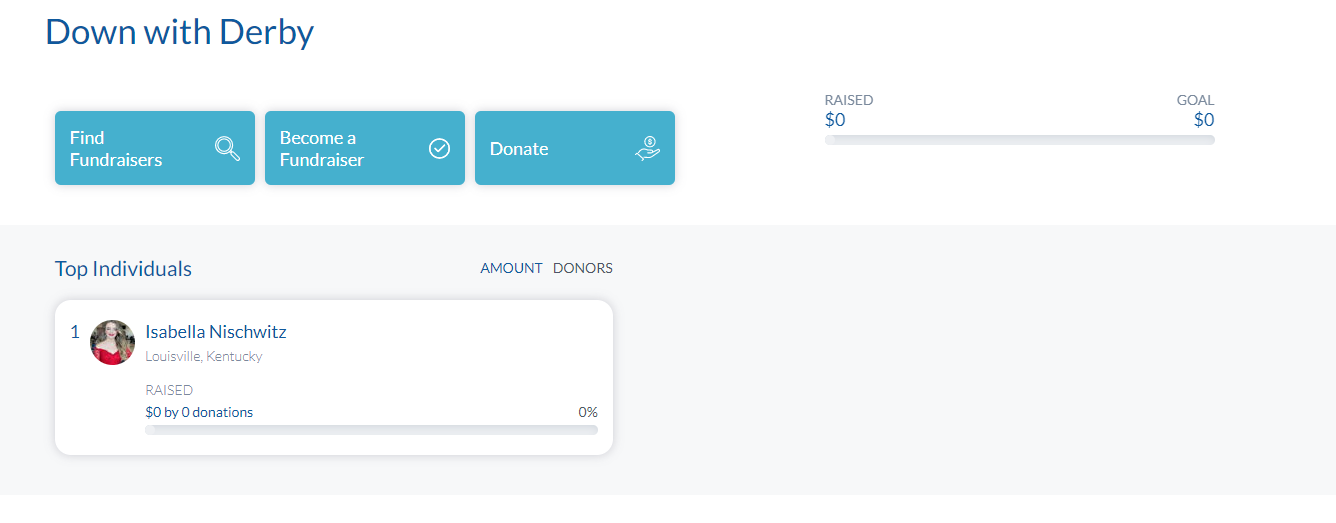 Down with Derby
Find
Fundraisers
Become a
Fundraiser
Donate
RAISED
GOAL
$0
$0
Top Individuals
AMOUNT DONORS
1
Isabella Nischwitz
Louisville, Kentucky
RAISED
$0 by 0 donations
0%